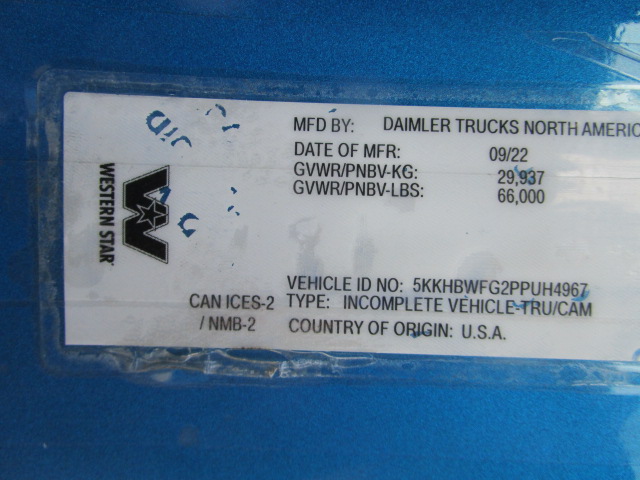 MFD BY: DAIMLER TRUCKS NORTH AMERIC
DATE OF MFR: 09/22
GVWR/PNBV-KG: 29,937
GVWR/PNBV-LBS: 66,000
WESTERN STAR
VEHICLE ID NO: 5KKHBWFG2PPUH4967
CAN ICES-2 TYPE: INCOMPLETE VEHICLE-TRU/CAM
/ NMB-2 COUNTRY OF ORIGIN: U.S.A.